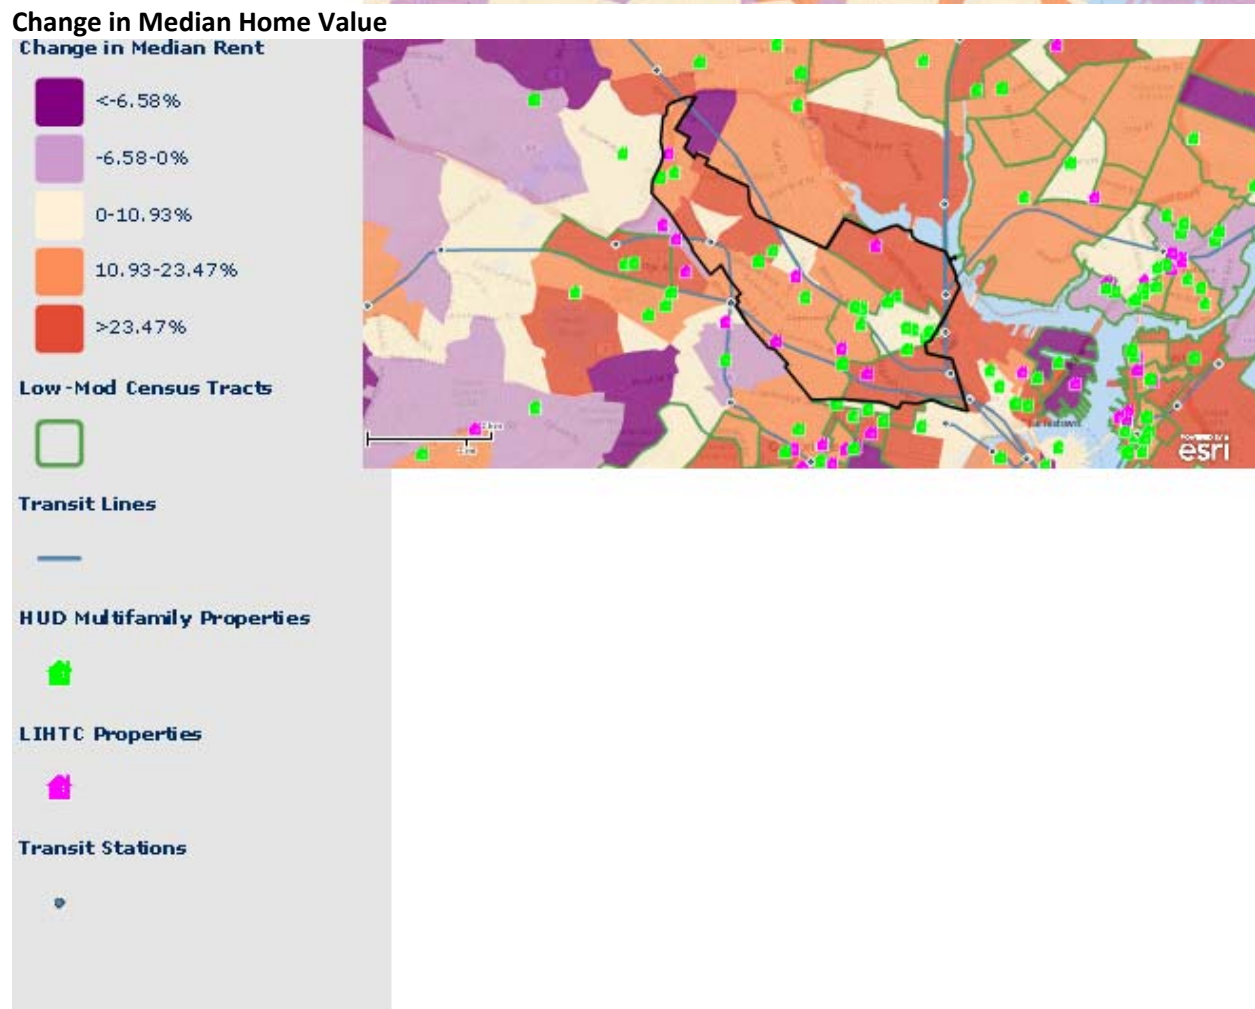 Change in Median Home Value
Change in Median Rent
<-6.58%
-6.58-0%
0-10.93%
10.93-23.47%
>23.47%
Low-Mod Census Tracts
Transit Lines
HUD Multifamily Properties
LIHTC Properties
Transit Stations
esri